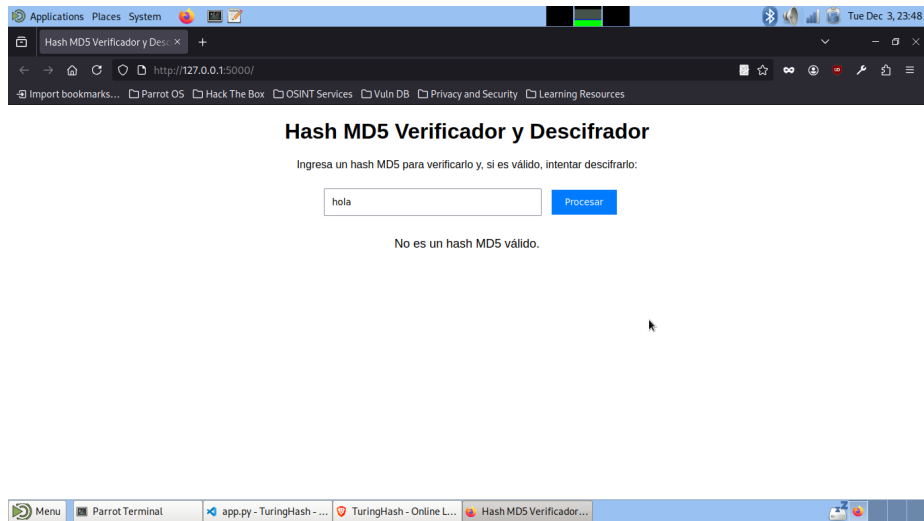 Applications Places System
Tue Dec 3, 23:48
Hash MD5 Verificador y Desc
http://127.0.0.1:5000/
Import bookmarks... Parrot OS Hack The Box OSINT Services Vuln DB Privacy and Security Learning Resources
Hash MD5 Verificador y Descifrador
Ingresa un hash MD5 para verificarlo y, si es válido, intentar descifrarlo:
hola Procesar
No es un hash MD5 válido.
Menu Parrot Terminal app.py - TuringHash - ... TuringHash - Online L... Hash MD5 Verificador...